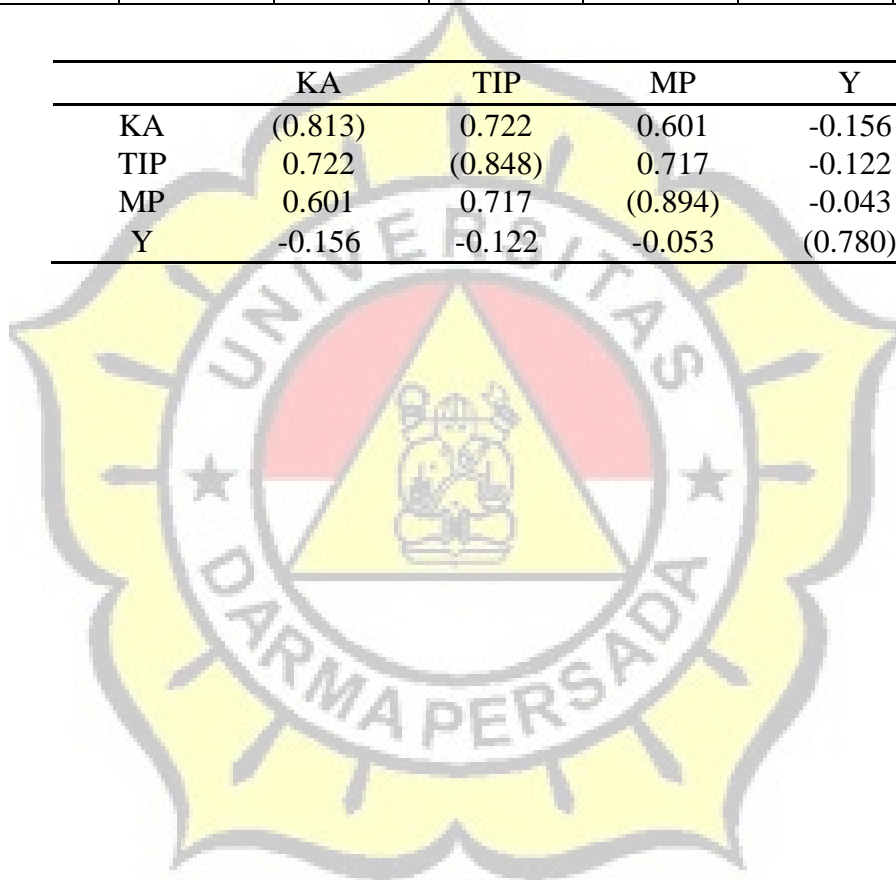 KA TIP MP Y
KA (0.813) 0.722 0.601 -0.156
TIP 0.722 (0.848) 0.717 -0.122
MP 0.601 0.717 (0.894) -0.043
Y -0.156 -0.122 -0.053 (0.780)
UNIVERSITAS
DARMA PERSADA